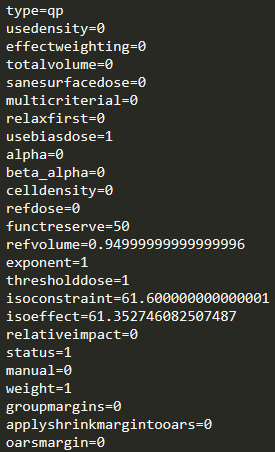 type=qp
usedensity=0
effectweighting=0
totalvolume=0
sanesurfacedose=0
multicriterial=0
relaxfirst=0
usebiasdose=1
alpha=0
beta_alpha=0
celldensity=0
refdose=0
functreserve=50
refvolume=0.94999999999999996
exponent=1
thresholddose=1
isoconstraint=61.600000000000001
isoeffect=61.352746082507487
relativeimpact=0
status=1
manual=0
weight=1
groupmargins=0
applyshrinkmargintooars=0
oarsmargin=0